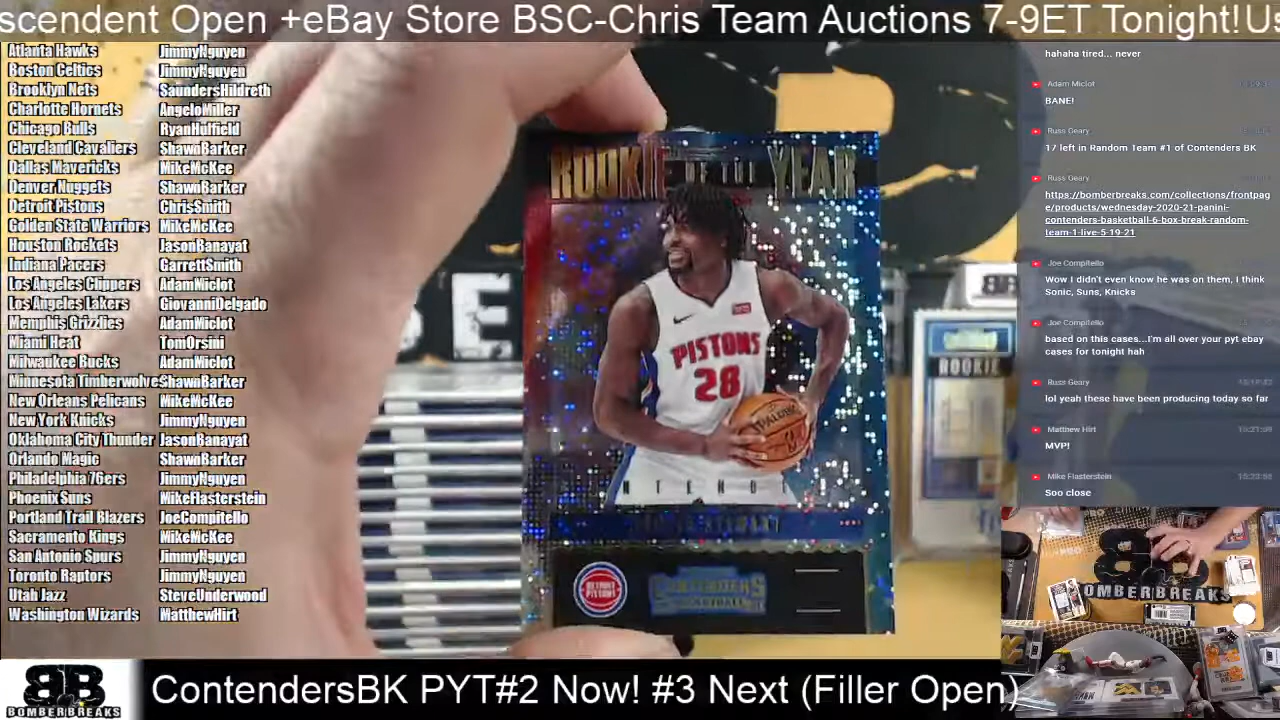 scendent Open +eBay Store BSC-Chris Team Auctions 7-9ET Tonight!Us
Atlanta Hawks JimmyNguyen
Boston Celtics JimmyNguyen
Brooklyn Nets SaundersHildreth
Charlotte Hornets AngeloMiller
Chicago Bulls RyanHulfield
Cleveland Cavaliers ShawnBarker
Dallas Mavericks MikeMcKee
Denver Nuggets ShawnBarker
Detroit Pistons ChrisSmith
Golden State Warriors MikeMcKee
Houston Rockets JasonBanayat
Indiana Pacers GarrettSmith
Los Angeles Clippers AdamMiclot
Los Angeles Lakers GiovanniDelgado
Memphis Grizzlies AdamMiclot
Miami Heat TomOrsini
Milwaukee Bucks AdamMiclot
Minnesota Timberwolves ShawnBarker
New Orleans Pelicans MikeMcKee
New York Knicks JimmyNguyen
Oklahoma City Thunder JasonBanayat
Orlando Magic ShawnBarker
Philadelphia 76ers JimmyNguyen
Phoenix Suns MikeFlasterstein
Portland Trail Blazers JoeCompitello
Sacramento Kings MikeMcKee
San Antonio Spurs JimmyNguyen
Toronto Raptors JimmyNguyen
Utah Jazz SteveUnderwood
Washington Wizards MatthewHirt
ROOKIE OF THE YEAR
PISTONS
28
SPALDING
DETROIT
PISTONS
CONTENDERS
BASKETBALL
ROOKIE
hahaha tired... never
Adam Miclot
BANE!
Russ Geary
17 left in Random Team #1 of Contenders BK
Russ Geary
https://bomberbreaks.com/collections/frontpag
e/products/wednesday-2020-21-panini-
contenders-basketball-6-box-break-random-
team-1-live-5-19-21
Joe Compitello
Wow I didn't even know he was on them, i think
Sonic, Suns, Knicks
Joe Compitello
based on this cases...I'm all over your pyt ebay
cases for tonight hah
Russ Geary
lol yeah these have been producing today so far
Matthew Hirt
MVP!
Mike Flasterstein
Soo close
BOMBERBREAKS
BB
BOMBERBREAKS
ContendersBK PYT#2 Now! #3 Next (Filler Open)